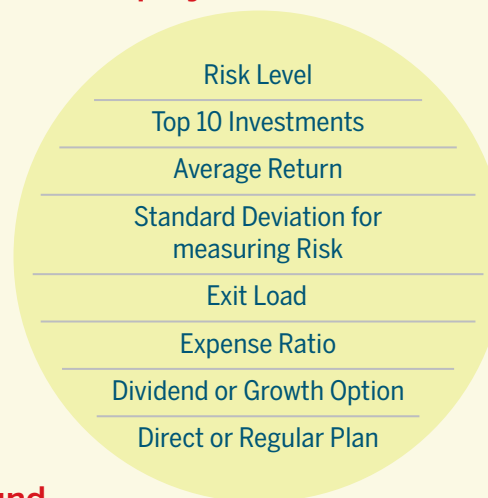 Risk Level
Top 10 Investments
Average Return
Standard Deviation for
measuring Risk
Exit Load
Expense Ratio
Dividend or Growth Option
Direct or Regular Plan